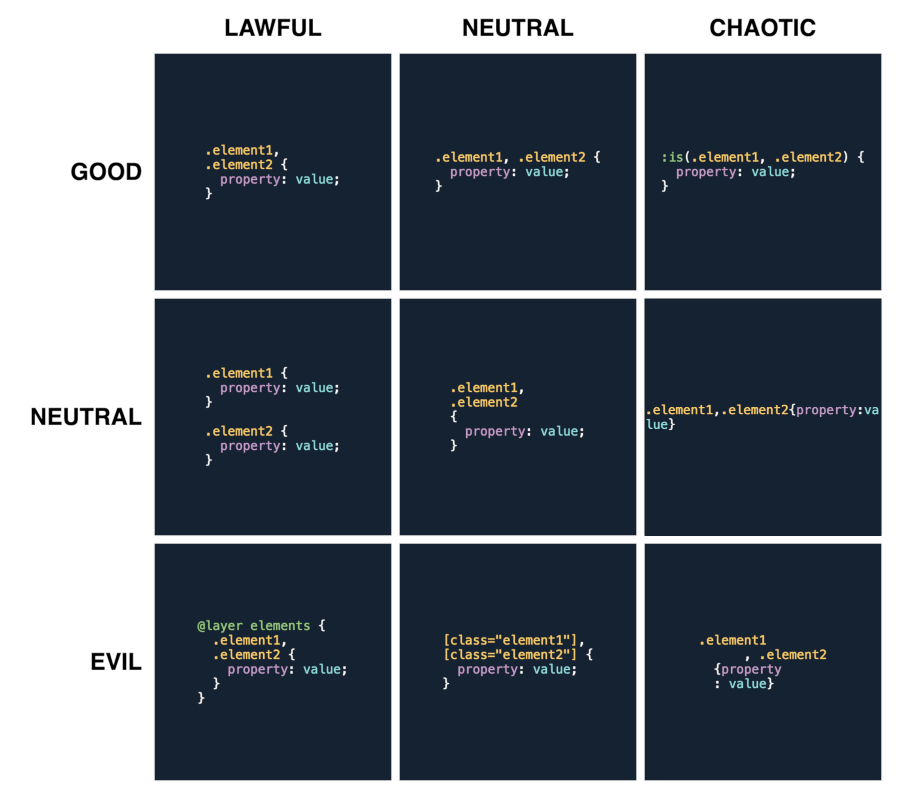 LAWFUL NEUTRAL CHAOTIC
GOOD
.element1,
.element2 {
  property: value;
}
.element1, .element2 {
  property: value;
}
:is(.element1, .element2) {
  property: value;
}
NEUTRAL
.element1 {
  property: value;
}

.element2 {
  property: value;
}
.element1,
.element2
{
  property: value;
}
.element1,.element2{property:va
lue}
EVIL
@layer elements {
  .element1,
  .element2 {
    property: value;
  }
}
[class="element1"],
[class="element2"] {
  property: value;
}
.element1
      , .element2
  {property
  : value}